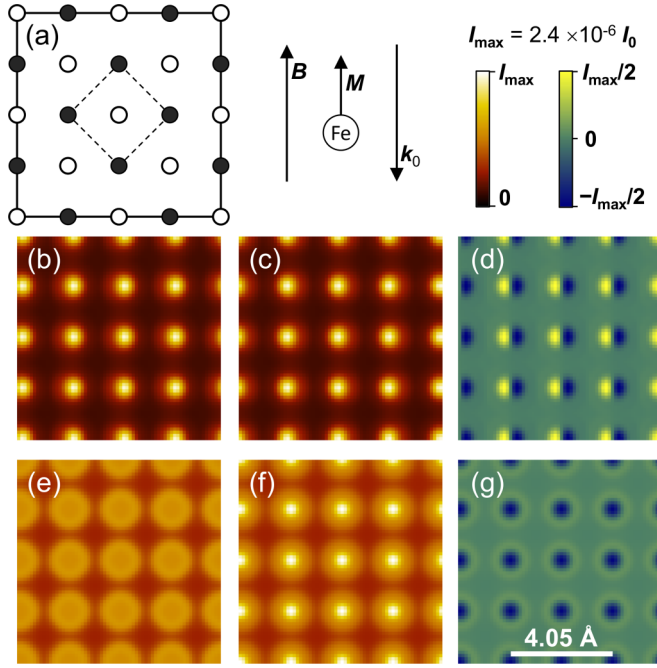 (a)
B
M
Fe
k₀
Iₘₐₓ = 2.4 ×10⁻⁶ I₀
Iₘₐₓ
0
Iₘₐₓ/2
0
−Iₘₐₓ/2
(b)
(c)
(d)
(e)
(f)
(g)
4.05 Å